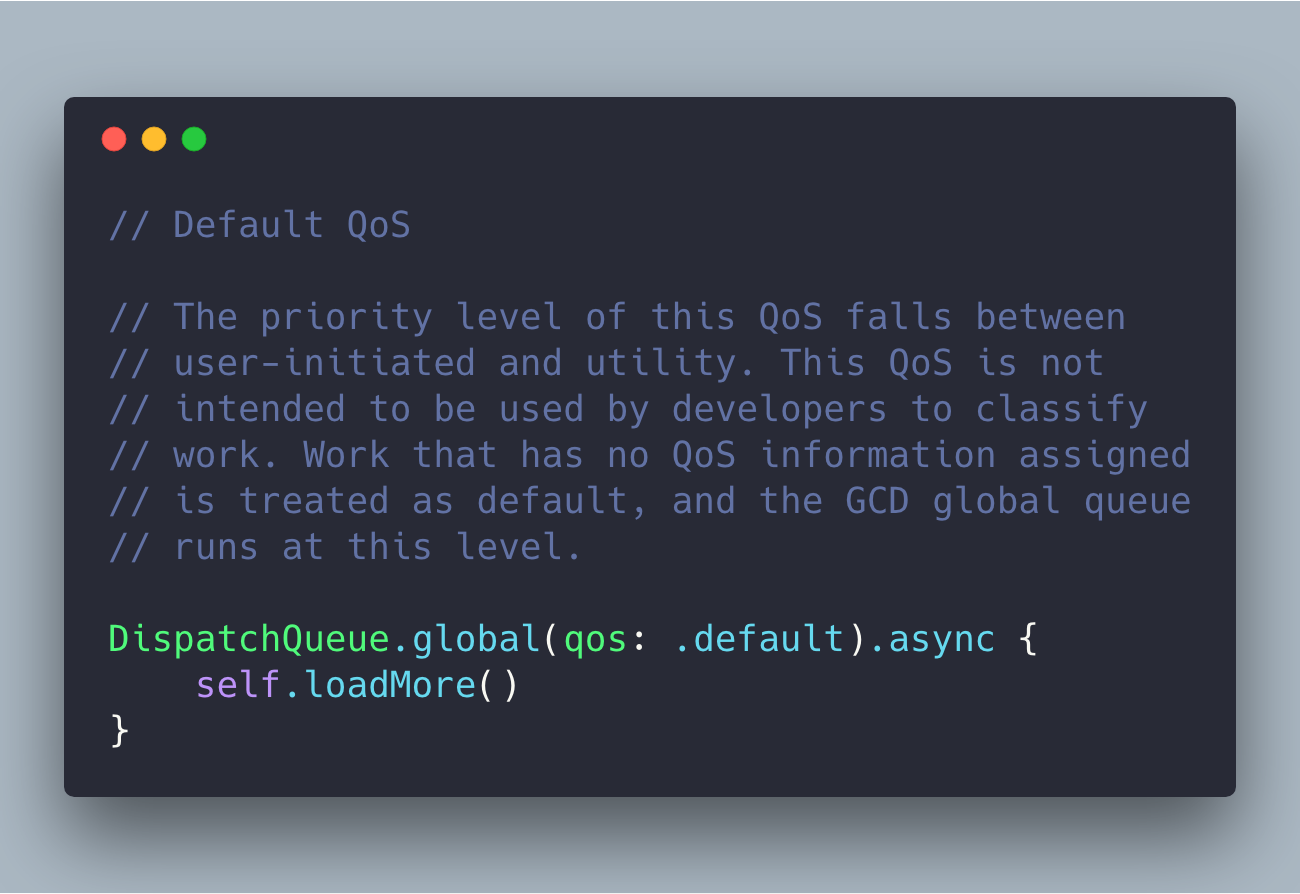 // Default QoS
// The priority level of this QoS falls between
// user-initiated and utility. This QoS is not
// intended to be used by developers to classify
// work. Work that has no QoS information assigned
// is treated as default, and the GCD global queue
// runs at this level.
DispatchQueue.global(qos: .default).async {
    self.loadMore()
}